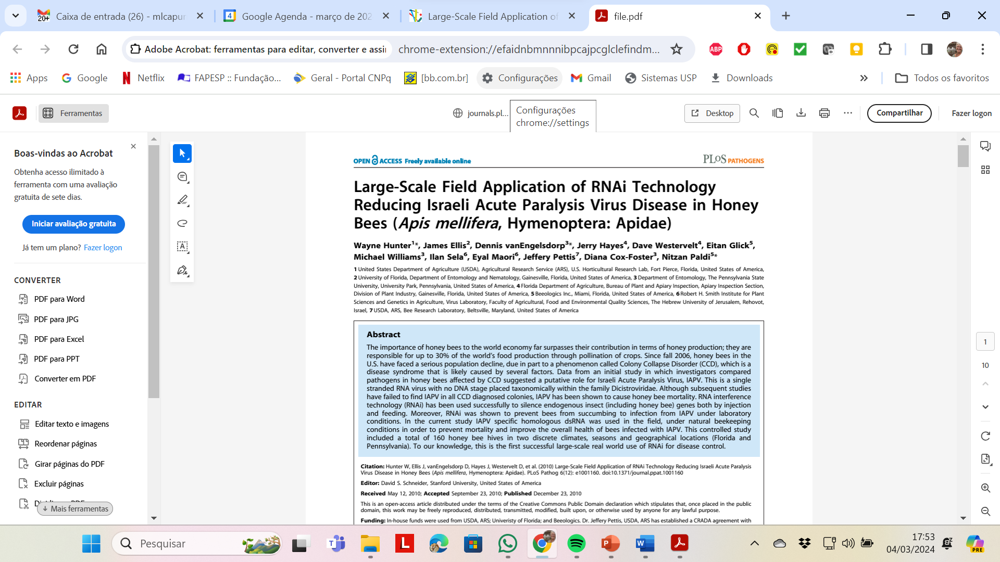 20+
Caixa de entrada (26) - mlcapur
4
Google Agenda - março de 202
Large-Scale Field Application of
file.pdf
Adobe Acrobat: ferramentas para editar, converter e assi
chrome-extension://efaidnbmnnnibpcajpcglclefindm...
ABP
Apps
Google
Netflix
FAPESP :: Fundação...
Geral - Portal CNPq
[bb.com.br]
Configurações
Gmail
Sistemas USP
Downloads
Todos os favoritos
Ferramentas
journals.pl...
Configurações
chrome://settings
Desktop
Compartilhar
Fazer logon
Boas-vindas ao Acrobat
Obtenha acesso ilimitado à
ferramenta com uma avaliação
gratuita de sete dias.
Iniciar avaliação gratuita
Já tem um plano? Fazer logon
CONVERTER
PDF para Word
PDF para JPG
PDF para Excel
PDF para PPT
Converter em PDF
EDITAR
Editar texto e imagens
Reordenar páginas
Girar páginas do PDF
Excluir páginas
Mais ferramentas
OPEN ACCESS Freely available online
PLoS PATHOGENS
Large-Scale Field Application of RNAi Technology
Reducing Israeli Acute Paralysis Virus Disease in Honey
Bees (Apis mellifera, Hymenoptera: Apidae)
Wayne Hunter1*, James Ellis2, Dennis vanEngelsdorp3*, Jerry Hayes4, Dave Westervelt4, Eitan Glick5,
Michael Williams3, Ilan Sela6, Eyal Maori6, Jeffery Pettis7, Diana Cox-Foster3, Nitzan Paldi5*
1 United States Department of Agriculture (USDA), Agricultural Research Service (ARS), U.S. Horticultural Research Lab, Fort Pierce, Florida, United States of America,
2 University of Florida, Department of Entomology and Nematology, Gainesville, Florida, United States of America, 3 Department of Entomology, The Pennsylvania State
University, University Park, Pennsylvania, United States of America, 4 Florida Department of Agriculture, Bureau of Plant and Apiary Inspection, Apiary Inspection Section,
Division of Plant Industry, Gainesville, Florida, United States of America, 5 Beeologics Inc., Miami, Florida, United States of America, 6 Robert H. Smith Institute for Plant
Sciences and Genetics in Agriculture, Virus Laboratory, Faculty of Agricultural, Food and Environmental Quality Sciences, The Hebrew University of Jerusalem, Rehovot,
Israel, 7 USDA, ARS, Bee Research Laboratory, Beltsville, Maryland, United States of America
Abstract
The importance of honey bees to the world economy far surpasses their contribution in terms of honey production; they are
responsible for up to 30% of the world's food production through pollination of crops. Since fall 2006, honey bees in the
U.S. have faced a serious population decline, due in part to a phenomenon called Colony Collapse Disorder (CCD), which is a
disease syndrome that is likely caused by several factors. Data from an initial study in which investigators compared
pathogens in honey bees affected by CCD suggested a putative role for Israeli Acute Paralysis Virus, IAPV. This is a single
stranded RNA virus with no DNA stage placed taxonomically within the family Dicistroviridae. Although subsequent studies
have failed to find IAPV in all CCD diagnosed colonies, IAPV has been shown to cause honey bee mortality. RNA interference
technology (RNAi) has been used successfully to silence endogenous insect (including honey bee) genes both by injection
and feeding. Moreover, RNAi was shown to prevent bees from succumbing to infection from IAPV under laboratory
conditions. In the current study IAPV specific homologous dsRNA was used in the field, under natural beekeeping
conditions in order to prevent mortality and improve the overall health of bees infected with IAPV. This controlled study
included a total of 160 honey bee hives in two discrete climates, seasons and geographical locations (Florida and
Pennsylvania). To our knowledge, this is the first successful large-scale real world use of RNAi for disease control.
Citation: Hunter W, Ellis J, vanEngelsdorp D, Hayes J, Westervelt D, et al. (2010) Large-Scale Field Application of RNAi Technology Reducing Israeli Acute Paralysis
Virus Disease in Honey Bees (Apis mellifera, Hymenoptera: Apidae). PLoS Pathog 6(12): e1001160. doi:10.1371/journal.ppat.1001160
Editor: David S. Schneider, Stanford University, United States of America
Received May 12, 2010; Accepted September 23, 2010; Published December 23, 2010
This is an open-access article distributed under the terms of the Creative Commons Public Domain declaration which stipulates that, once placed in the public
domain, this work may be freely reproduced, distributed, transmitted, modified, built upon, or otherwise used by anyone for any lawful purpose.
Funding: In-house funds were used from USDA, ARS; Univeristy of Florida; and Beeologics. Dr. Jeffery Pettis, USDA, ARS has established a CRADA agreement with
1
10
Pesquisar
17:53
04/03/2024
PRE